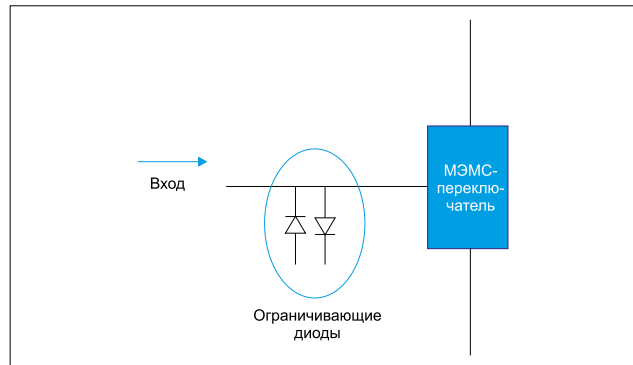 Вход
МЭМС-
переклю-
чатель
Ограничивающие
диоды